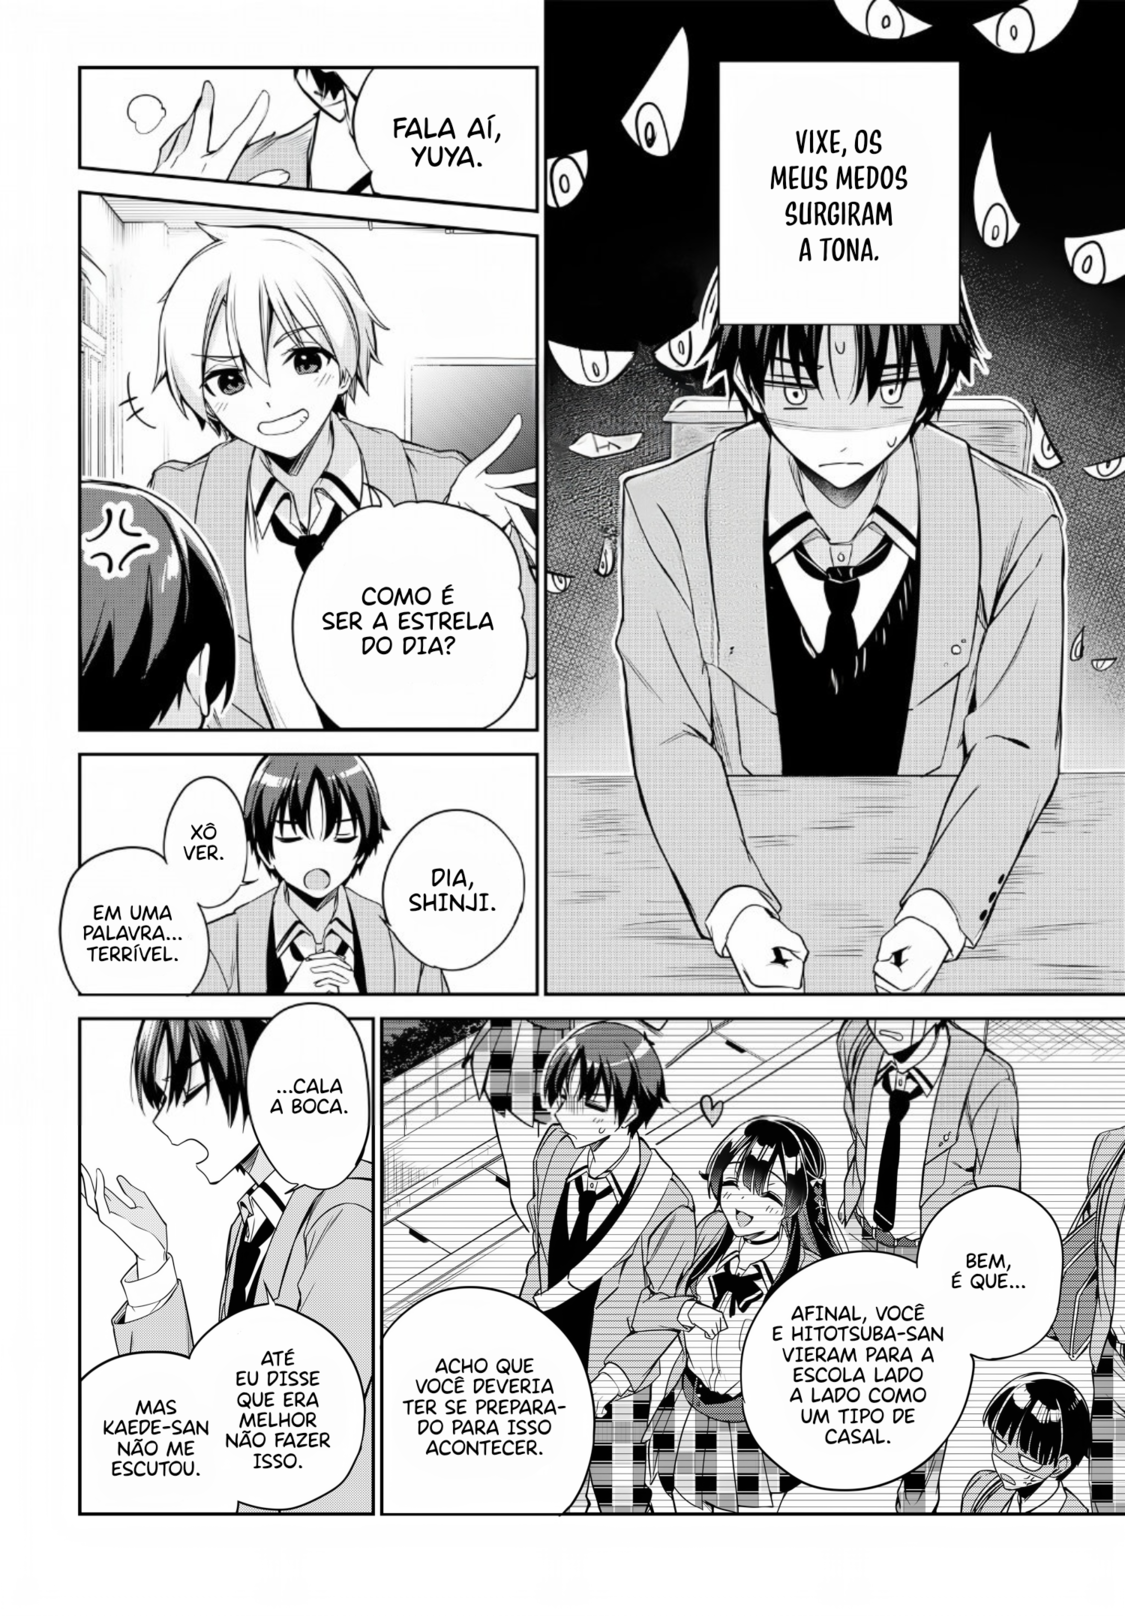 VIXE, OS
MEUS MEDOS
SURGIRAM
A TONA.
FALA AÍ,
YUYA.
COMO É
SER A ESTRELA
DO DIA?
DIA,
SHINJI.
XÔ
VER.
EM UMA
PALAVRA...
TERRÍVEL.
BEM,
É QUE...
AFINAL, VOCÊ
E HITOTSUBA-SAN
VIERAM PARA A
ESCOLA LADO
A LADO COMO
UM TIPO DE
CASAL.
ACHO QUE
VOCÊ DEVERIA
TER SE PREPARA-
DO PARA ISSO
ACONTECER.
...CALA
A BOCA.
ATÉ
EU DISSE
QUE ERA
MELHOR
NÃO FAZER
ISSO.
MAS
KAEDE-SAN
NÃO ME
ESCUTOU.